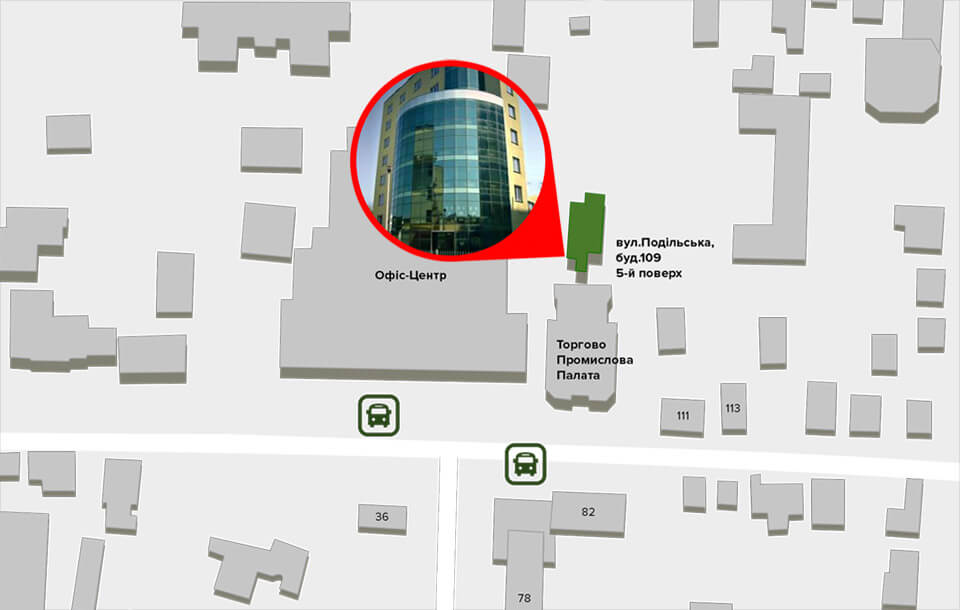 вул.Подільська,
буд.109
5-й поверх
Офіс-Центр
Торгово
Промислова
Палата
111
113
36
82
78